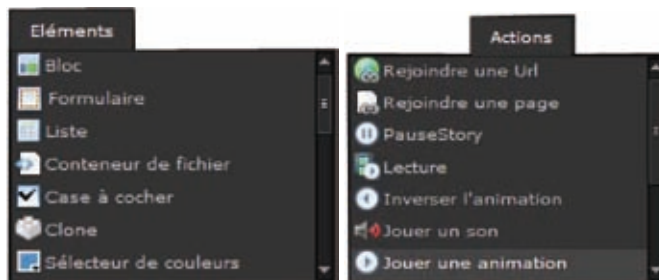 Eléments
Bloc
Formulaire
Liste
Conteneur de fichier
Case à cocher
Clone
Sélecteur de couleurs
Actions
Rejoindre une Url
Rejoindre une page
PauseStory
Lecture
Inverser l'animation
Jouer un son
Jouer une animation